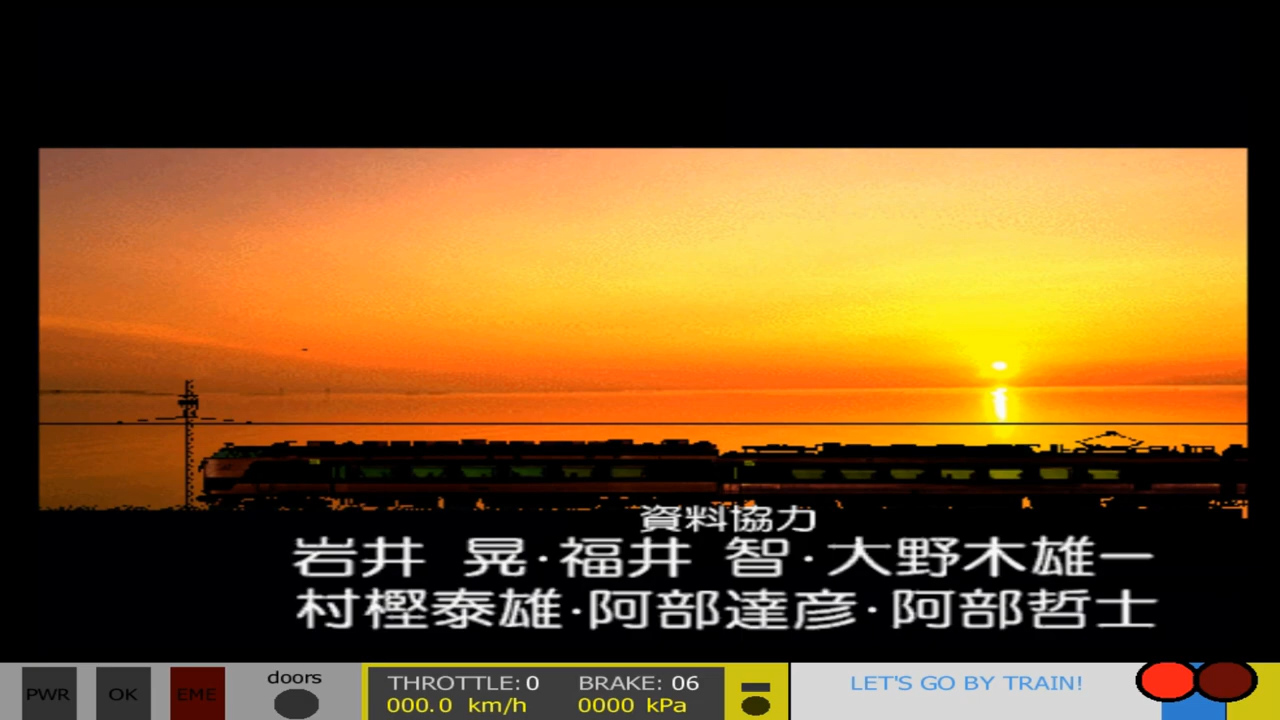 資料協力
岩井 晃·福井 智·大野木雄一
村樫泰雄·阿部達彦·阿部哲士
PWR OK EME doors THROTTLE: 0 BRAKE: 06 LET'S GO BY TRAIN!
000.0 km/h 0000 kPa